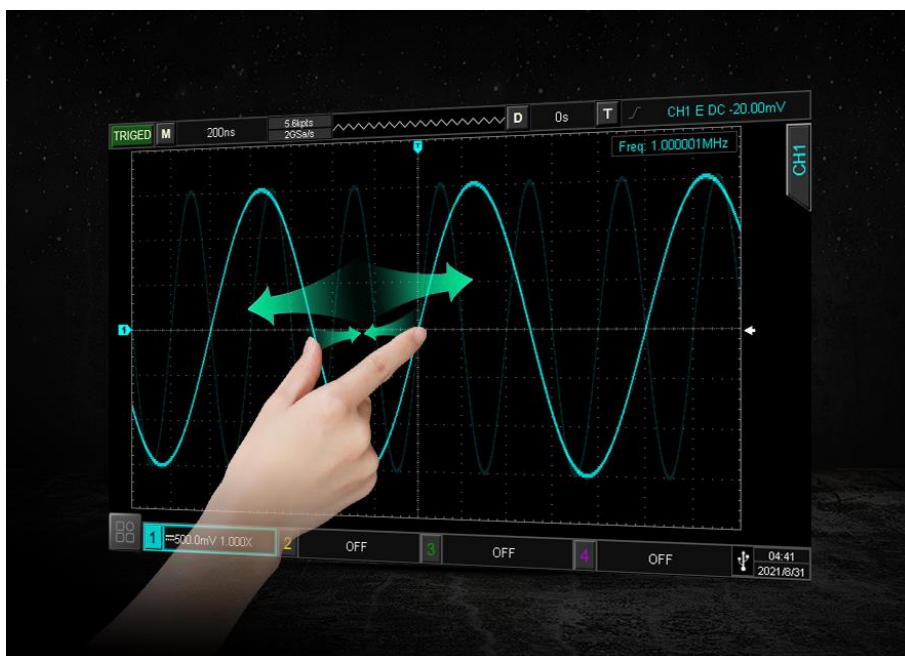 TRIGED M 200ns
5.6kpts
2GSa/s
D 0s T CH1 E DC -20.00mV
T
Freq: 1.000001MHz
CH1
1
1 500.0mV 1.000X 2 OFF 3 OFF 4 OFF
04:41
2021/8/31